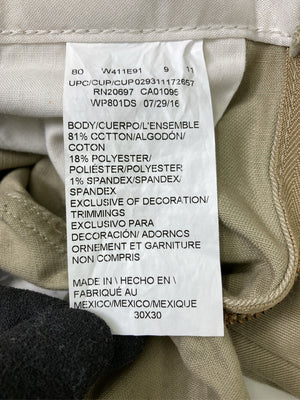 80 W411E91 9 11
UPC/CUP/CUP029311172657
RN20697 CA01095
WP801DS 07/29/16
BODY/CUERPO/L'ENSEMBLE
81% COTTON/ALGODÓN/
COTON
18% POLYESTER/
POLIÉSTER/POLYESTER
1% SPANDEX/SPANDEX/
SPANDEX
EXCLUSIVE OF DECORATION/
TRIMMINGS
EXCLUSIVO PARA
DECORACIÓN/ ADORNCS
ORNEMENT ET GARNITURE
NON COMPRIS
MADE IN \ HECHO EN \
FABRIQUÉ AU
MEXICO/MEXICO/MEXIQUE
30X30